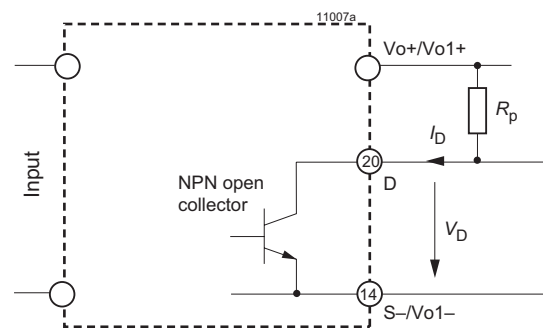 11007a
Vo+/Vo1+
Input
Rp
ID
20
D
NPN open
collector
VD
14
S–/Vo1–